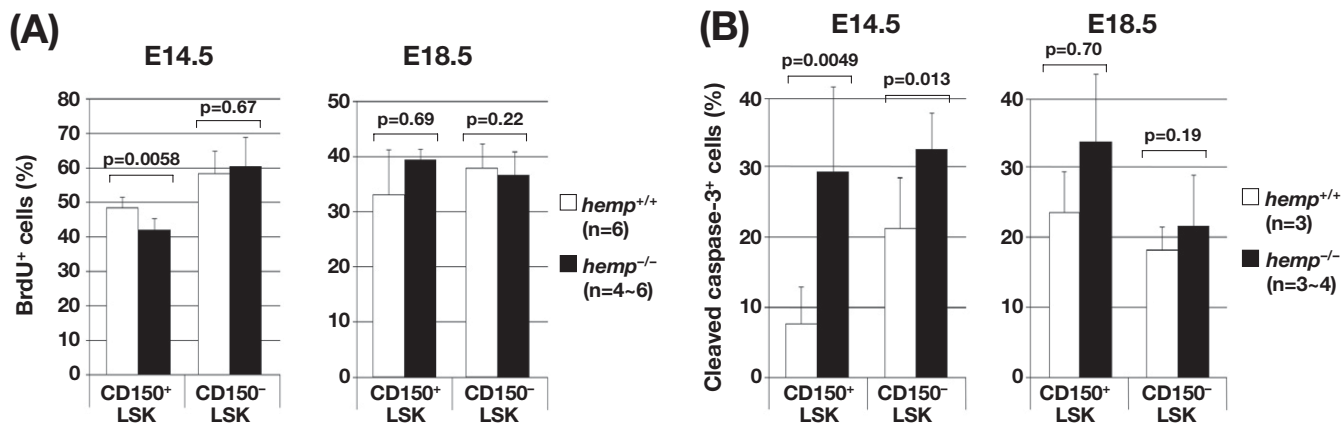 (A)
E14.5
BrdU⁺ cells (%)
80
70
60
50
40
30
20
10
0
p=0.0058
p=0.67
CD150⁺ CD150⁻
LSK LSK
E18.5
50
40
30
20
10
0
p=0.69
p=0.22
CD150⁺ CD150⁻
LSK LSK
hemp⁺/⁺
(n=6)
hemp⁻/⁻
(n=4~6)
(B)
E14.5
Cleaved caspase-3⁺ cells (%)
40
30
20
10
0
p=0.0049
p=0.013
CD150⁺ CD150⁻
LSK LSK
E18.5
40
30
20
10
0
p=0.70
p=0.19
CD150⁺ CD150⁻
LSK LSK
hemp⁺/⁺
(n=3)
hemp⁻/⁻
(n=3~4)